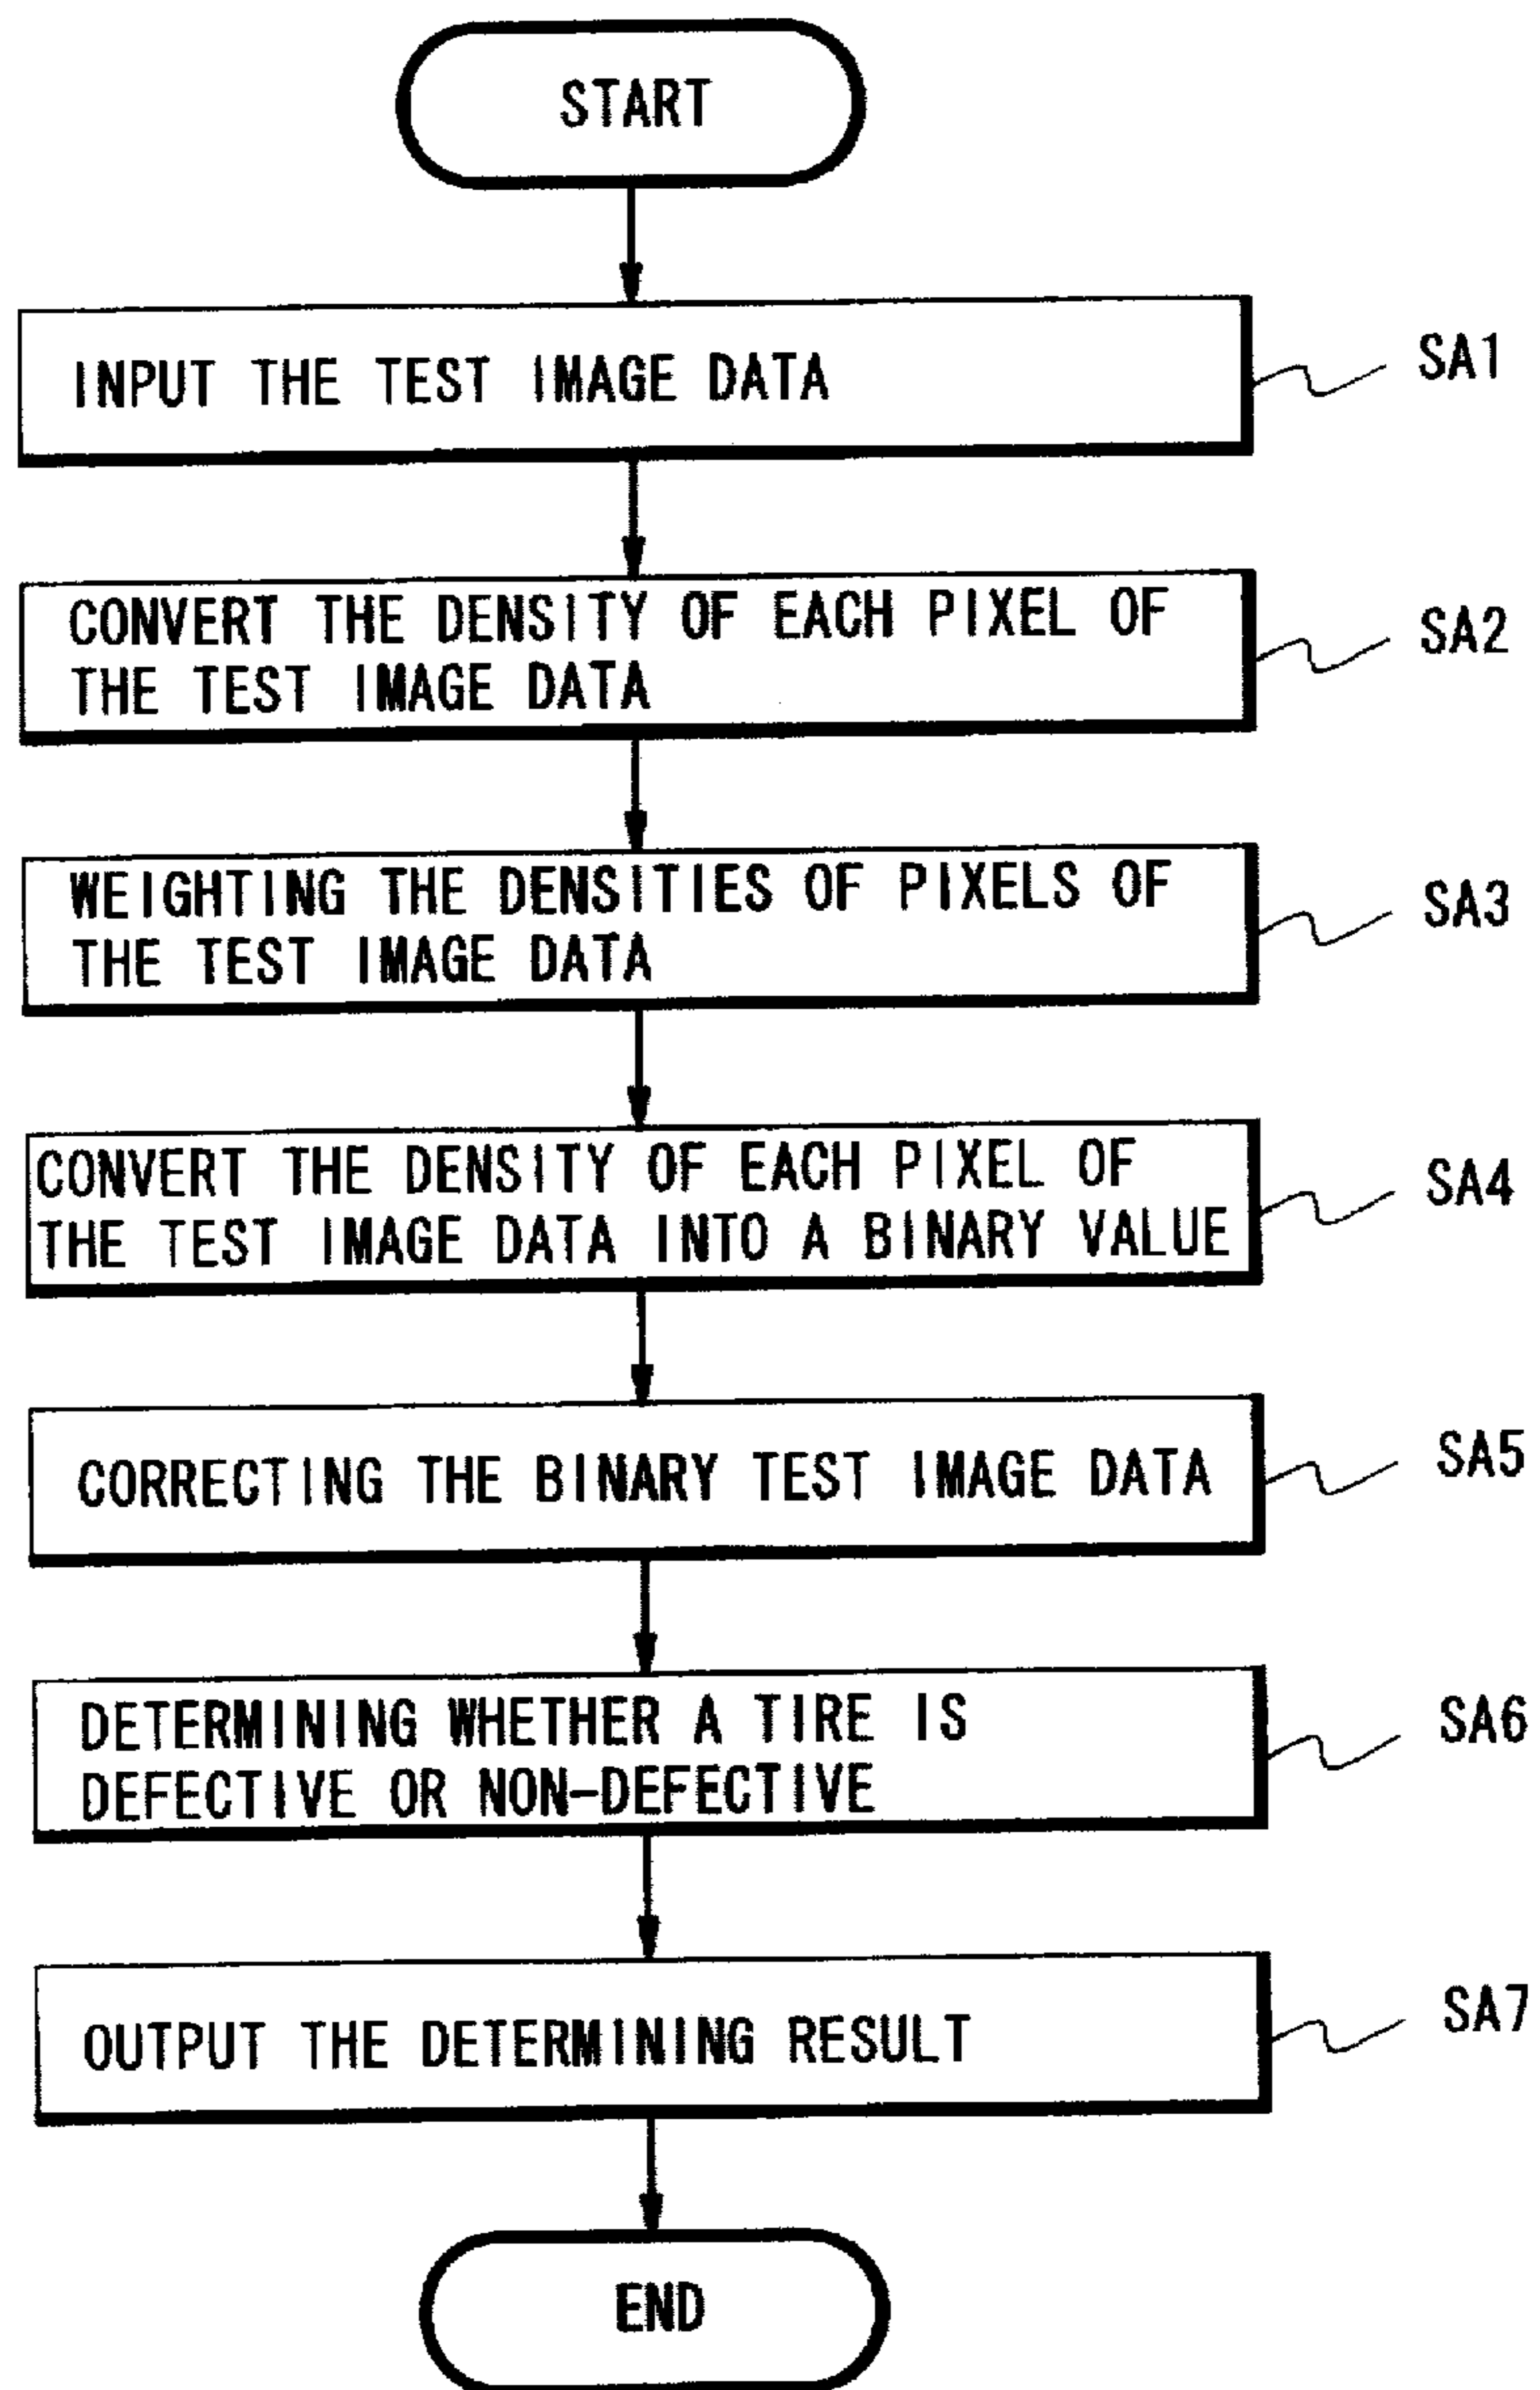 START
INPUT THE TEST IMAGE DATA
SA1
CONVERT THE DENSITY OF EACH PIXEL OF
THE TEST IMAGE DATA
SA2
WEIGHTING THE DENSITIES OF PIXELS OF
THE TEST IMAGE DATA
SA3
CONVERT THE DENSITY OF EACH PIXEL OF
THE TEST IMAGE DATA INTO A BINARY VALUE
SA4
CORRECTING THE BINARY TEST IMAGE DATA
SA5
DETERMINING WHETHER A TIRE IS
DEFECTIVE OR NON-DEFECTIVE
SA6
OUTPUT THE DETERMINING RESULT
SA7
END